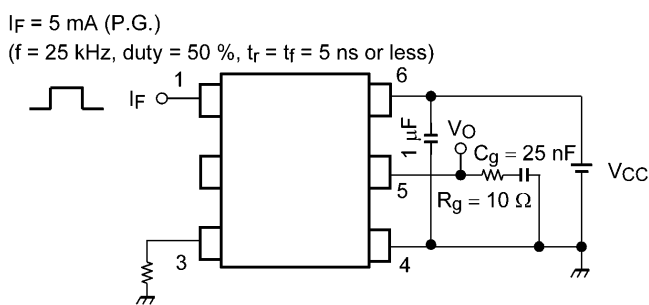 IF = 5 mA (P.G.)
(f = 25 kHz, duty = 50 %, tr = tf = 5 ns or less)
1
6
IF
1 µF
VO
Cg = 25 nF
VCC
5
Rg = 10 Ω
3
4